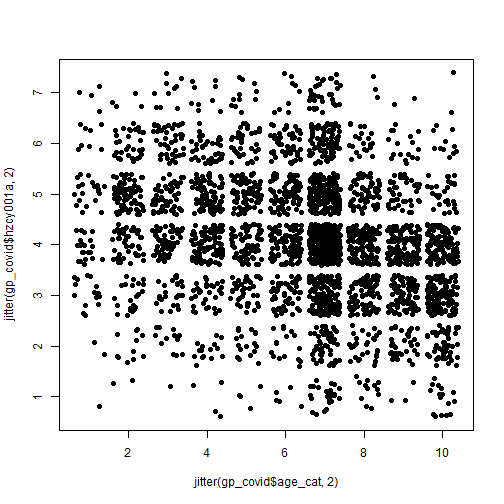 7
6
5
4
3
2
1
jitter(gp_covid$hzcy001a, 2)
2 4 6 8 10
jitter(gp_covid$age_cat, 2)